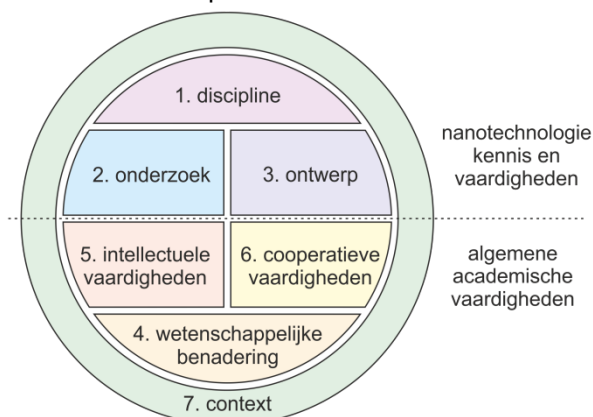 1. discipline
2. onderzoek
3. ontwerp
nanotechnologie
kennis en
vaardigheden
5. intellectuele
vaardigheden
6. cooperatieve
vaardigheden
algemene
academische
vaardigheden
4. wetenschappelijke
benadering
7. context